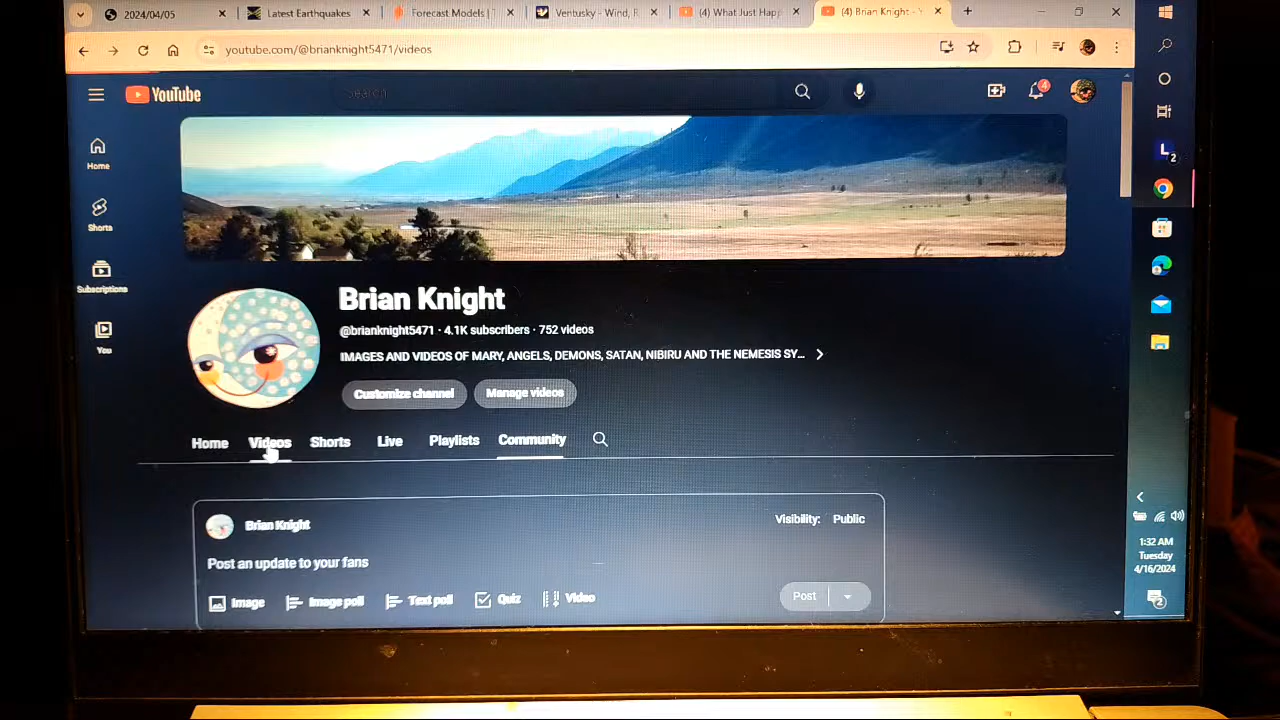 2024/04/05
Latest Earthquakes
Forecast Models | T
Ventusky - Wind, R
(4) What Just Happ
(4) Brian Knight - Y
youtube.com/@brianknight5471/videos
YouTube
Search
4
Home
Shorts
Subscriptions
You
Brian Knight
@brianknight5471 · 4.1K subscribers · 752 videos
IMAGES AND VIDEOS OF MARY, ANGELS, DEMONS, SATAN, NIBIRU AND THE NEMESIS SY...
Customize channel
Manage videos
Home
Videos
Shorts
Live
Playlists
Community
Brian Knight
Visibility: Public
Post an update to your fans
Image
Image poll
Text poll
Quiz
Video
Post
L
2
1:32 AM
Tuesday
4/16/2024
2